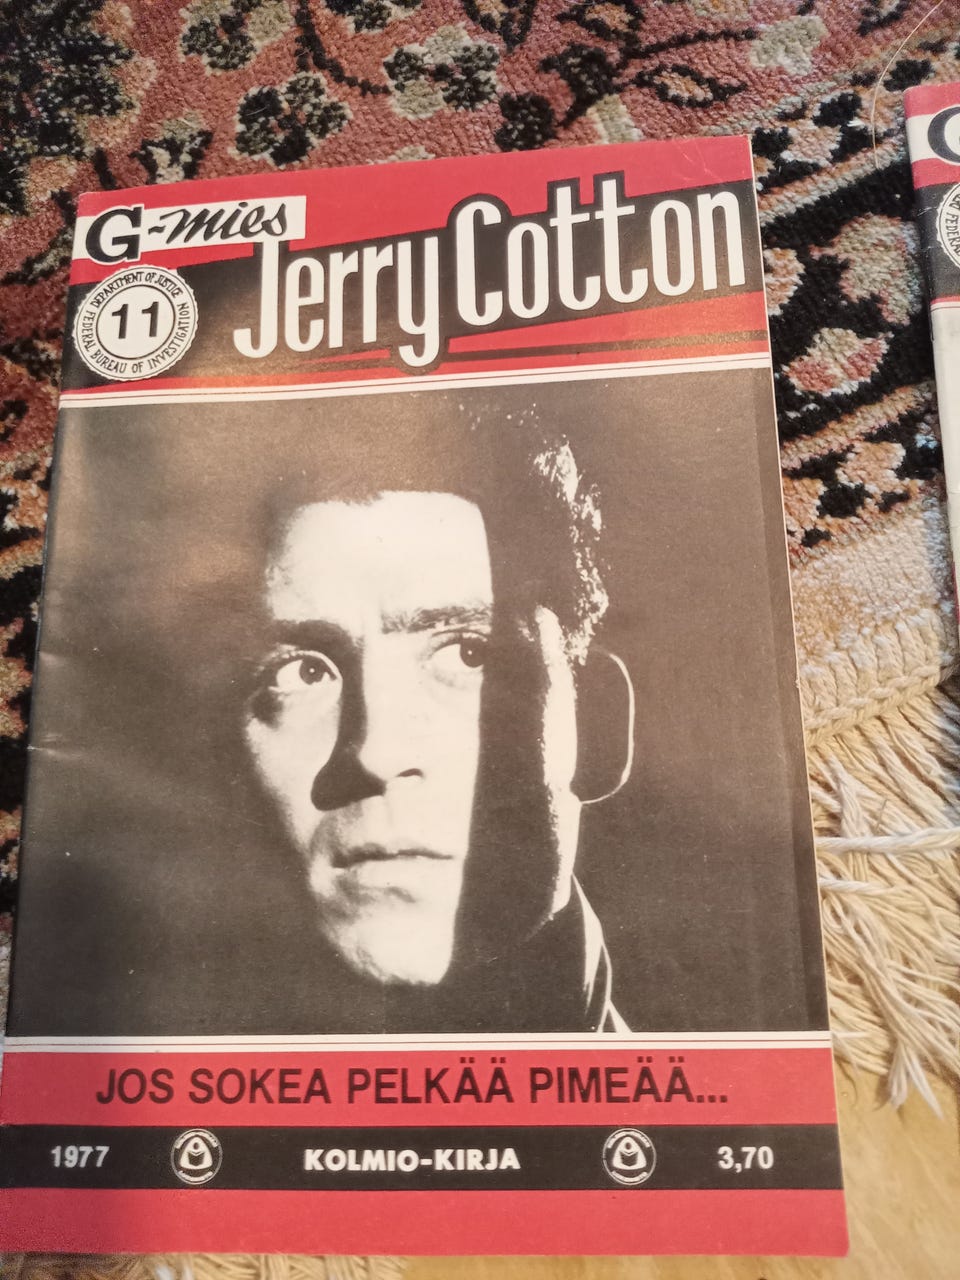 G-mies
Jerry Cotton
DEPARTMENT OF JUSTICE
11
FEDERAL BUREAU OF INVESTIGATION
JOS SOKEA PELKÄÄ PIMEÄÄ...
1977
KOLMIO-KIRJA
3,70
G
FEDERAL